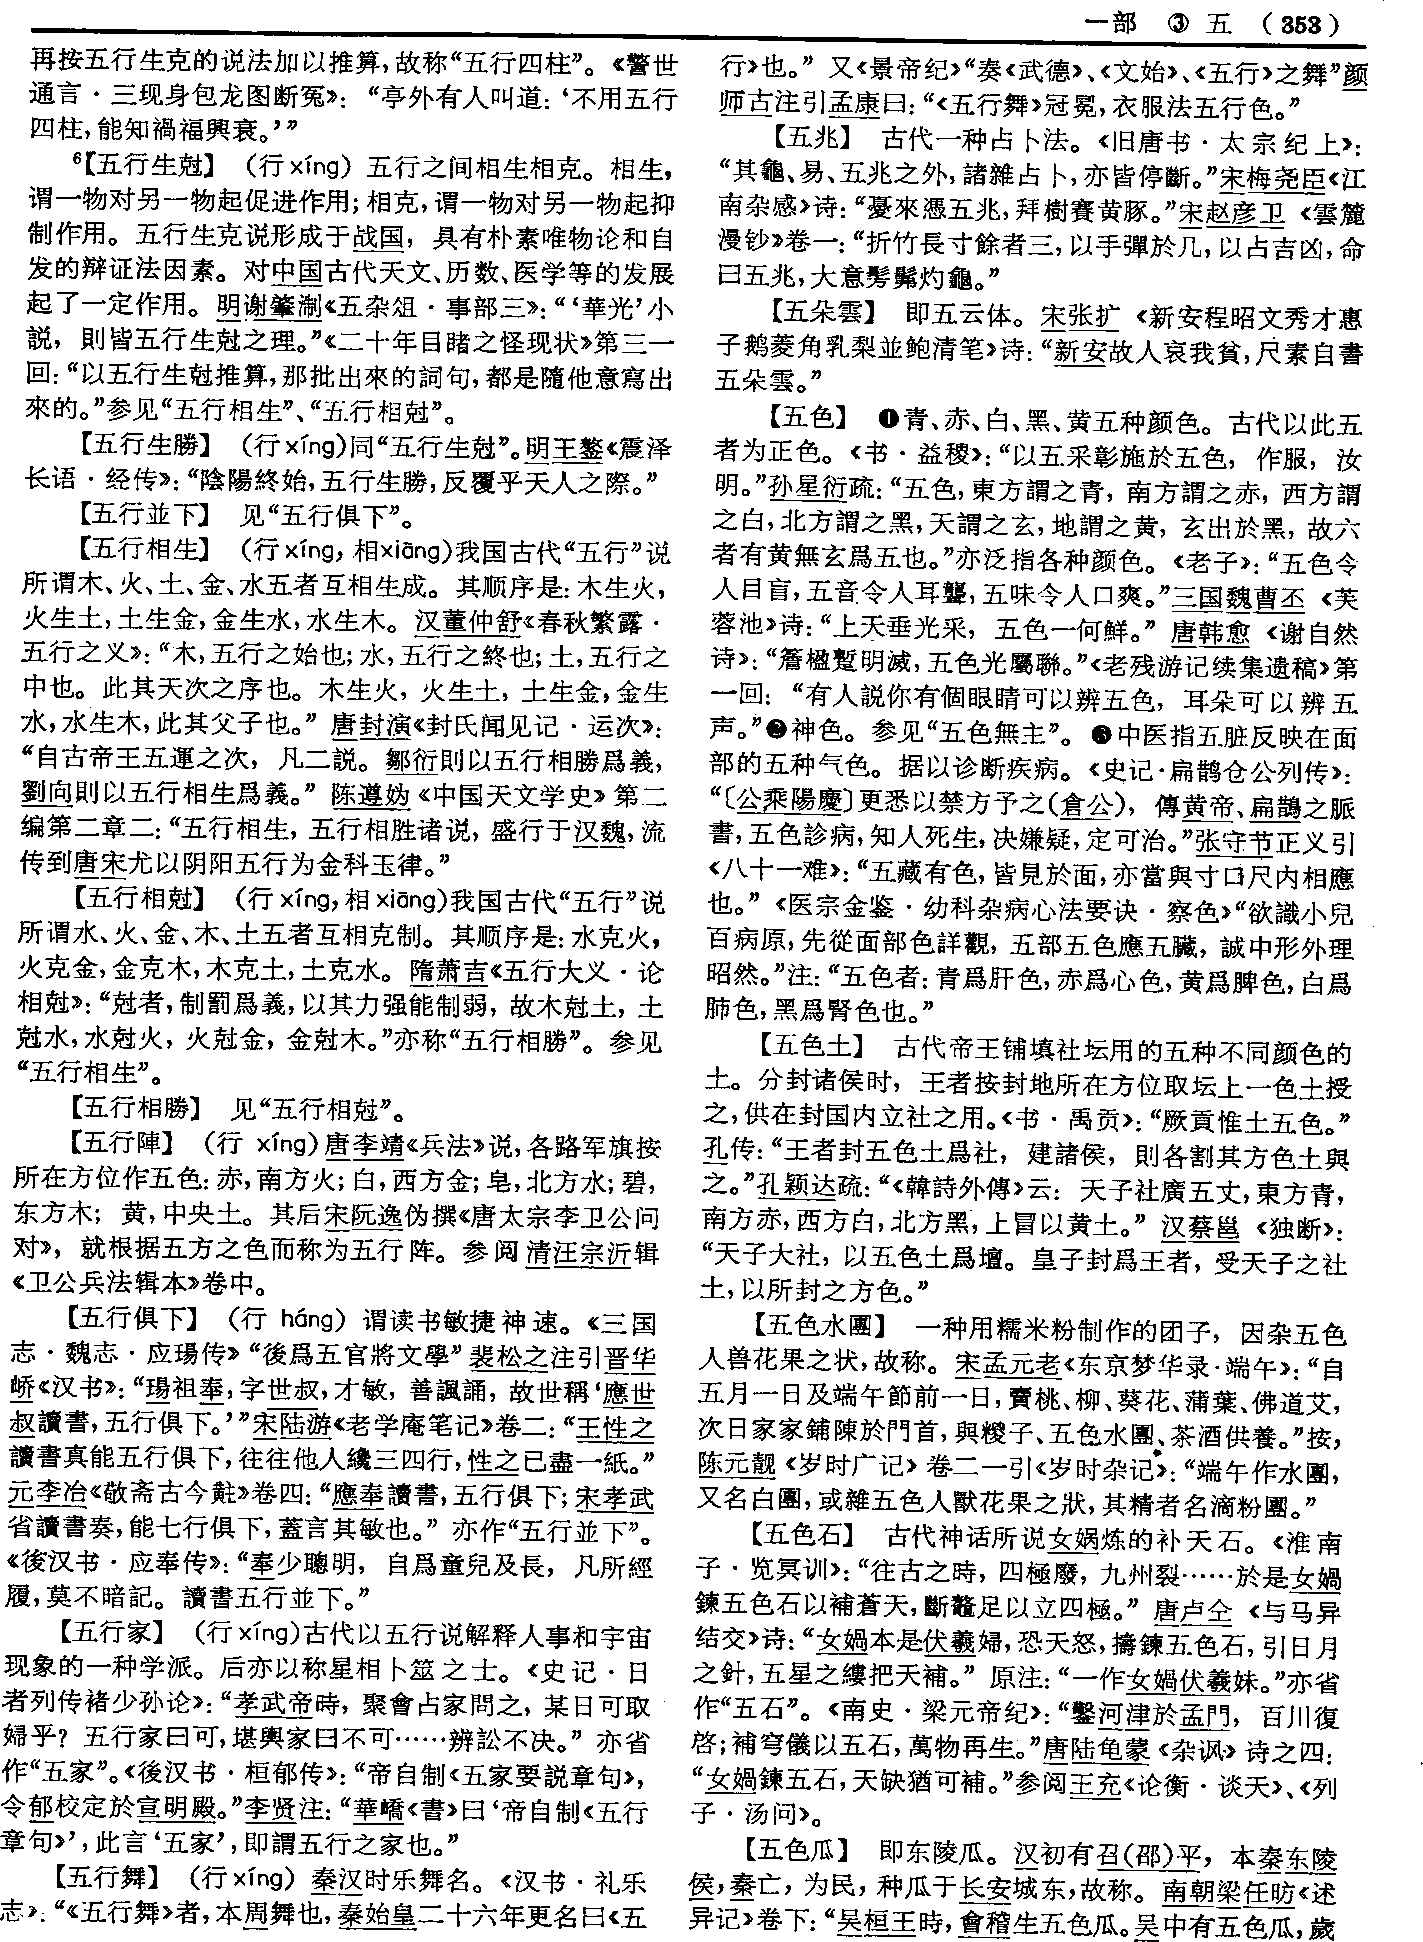 一部 ③ 五 (353)
再按五行生克的说法加以推算,故称“五行四柱”。《警世
通言·三现身包龙图断冤》:“亭外有人叫道:‘不用五行
四柱,能知禍福興衰。’”
⁶【五行生尅】(行xíng)五行之间相生相克。相生,
谓一物对另一物起促进作用;相克,谓一物对另一物起抑
制作用。五行生克说形成于战国,具有朴素唯物论和自
发的辩证法因素。对中国古代天文、历数、医学等的发展
起了一定作用。明谢肇淛《五杂俎·事部三》:“‘華光’小
説,則皆五行生尅之理。”《二十年目睹之怪现状》第三一
回:“以五行生尅推算,那批出來的詞句,都是隨他意寫出
來的。”参见“五行相生”、“五行相尅”。
【五行生勝】(行xíng)同“五行生尅”。明王鏊《震泽
长语·经传》:“陰陽終始,五行生勝,反覆乎天人之際。”
【五行並下】 见“五行俱下”。
【五行相生】(行xíng,相xiāng)我国古代“五行”说
所谓木、火、土、金、水五者互相生成。其顺序是:木生火,
火生土,土生金,金生水,水生木。汉董仲舒《春秋繁露·
五行之义》:“木,五行之始也;水,五行之終也;土,五行之
中也。此其天次之序也。木生火,火生土,土生金,金生
水,水生木,此其父子也。”唐封演《封氏闻见记·运次》:
“自古帝王五運之次,凡二説。鄒衍則以五行相勝爲義,
劉向則以五行相生爲義。”陈遵妫《中国天文学史》第二
编第二章二:“五行相生,五行相胜诸说,盛行于汉魏,流
传到唐宋尤以阴阳五行为金科玉律。”
【五行相尅】(行xíng,相xiāng)我国古代“五行”说
所谓水、火、金、木、土五者互相克制。其顺序是:水克火,
火克金,金克木,木克土,土克水。隋萧吉《五行大义·论
相尅》:“尅者,制罰爲義,以其力强能制弱,故木尅土,土
尅水,水尅火,火尅金,金尅木。”亦称“五行相勝”。参见
“五行相生”。
【五行相勝】 见“五行相尅”。
【五行陣】(行 xíng)唐李靖《兵法》说,各路军旗按
所在方位作五色:赤,南方火;白,西方金;皂,北方水;碧,
东方木;黄,中央土。其后宋阮逸伪撰《唐太宗李卫公问
对》,就根据五方之色而称为五行阵。参阅清汪宗沂辑
《卫公兵法辑本》卷中。
【五行俱下】(行 háng)谓读书敏捷神速。《三国
志·魏志·应瑒传》“後爲五官將文學”裴松之注引晋华
峤《汉书》:“瑒祖奉,字世叔,才敏,善諷誦,故世稱‘應世
叔讀書,五行俱下。’”宋陆游《老学庵笔记》卷二:“王性之
讀書真能五行俱下,往往他人纔三四行,性之已盡一紙。”
元李冶《敬斋古今黈》卷四:“應奉讀書,五行俱下;宋孝武
省讀書奏,能七行俱下,蓋言其敏也。”亦作“五行並下”。
《後汉书·应奉传》:“奉少聰明,自爲童兒及長,凡所經
履,莫不暗記。讀書五行並下。”
【五行家】(行xíng)古代以五行说解释人事和宇宙
现象的一种学派。后亦以称星相卜筮之士。《史记·日
者列传褚少孙论》:“孝武帝時,聚會占家問之,某日可取
婦乎?五行家曰可,堪輿家曰不可……辨訟不决。”亦省
作“五家”。《後汉书·桓郁传》:“帝自制《五家要説章句》,
令郁校定於宣明殿。”李贤注:“華嶠《書》曰‘帝自制《五行
章句》’,此言‘五家’,即謂五行之家也。”
【五行舞】(行xíng)秦汉时乐舞名。《汉书·礼乐
志》:“《五行舞》者,本周舞也,秦始皇二十六年更名曰《五
行》也。”又《景帝纪》“奏《武德》、《文始》、《五行》之舞”颜
师古注引孟康曰:“《五行舞》冠冕,衣服法五行色。”
【五兆】 古代一种占卜法。《旧唐书·太宗纪上》:
“其龜、易、五兆之外,諸雜占卜,亦皆停斷。”宋梅尧臣《江
南杂感》诗:“憂來憑五兆,拜樹賽黄豚。”宋赵彦卫《雲麓
漫钞》卷一:“折竹長寸餘者三,以手彈於几,以占吉凶,命
曰五兆,大意髣髴灼龜。”
【五朵雲】 即五云体。宋张扩《新安程昭文秀才惠
子鹅菱角乳梨並鲍清笔》诗:“新安故人哀我貧,尺素自書
五朵雲。”
【五色】 ❶青、赤、白、黑、黄五种颜色。古代以此五
者为正色。《书·益稷》:“以五采彰施於五色,作服,汝
明。”孙星衍疏:“五色,東方謂之青,南方謂之赤,西方謂
之白,北方謂之黑,天謂之玄,地謂之黄,玄出於黑,故六
者有黄無玄爲五也。”亦泛指各种颜色。《老子》:“五色令
人目盲,五音令人耳聾,五味令人口爽。”三国魏曹丕《芙
蓉池》诗:“上天垂光采,五色一何鮮。”唐韩愈《谢自然
诗》:“簷楹蹔明滅,五色光屬聯。”《老残游记续集遗稿》第
一回:“有人説你有個眼睛可以辨五色,耳朵可以辨五
声。”❷神色。参见“五色無主”。❸中医指五脏反映在面
部的五种气色。据以诊断疾病。《史记·扁鹊仓公列传》:
“〔公乘陽慶〕更悉以禁方予之(倉公),傳黄帝、扁鵲之脈
書,五色診病,知人死生,决嫌疑,定可治。”张守节正义引
《八十一难》:“五藏有色,皆見於面,亦當與寸口尺内相應
也。”《医宗金鉴·幼科杂病心法要诀·察色》“欲識小兒
百病原,先從面部色詳觀,五部五色應五臟,誠中形外理
昭然。”注:“五色者:青爲肝色,赤爲心色,黄爲脾色,白爲
肺色,黑爲腎色也。”
【五色土】 古代帝王铺填社坛用的五种不同颜色的
土。分封诸侯时,王者按封地所在方位取坛上一色土授
之,供在封国内立社之用。《书·禹贡》:“厥貢惟土五色。”
孔传:“王者封五色土爲社,建諸侯,則各割其方色土與
之。”孔颖达疏:“《韓詩外傳》云:天子社廣五丈,東方青,
南方赤,西方白,北方黑,上冒以黄土。”汉蔡邕《独断》:
“天子大社,以五色土爲壇。皇子封爲王者,受天子之社
土,以所封之方色。”
【五色水團】 一种用糯米粉制作的团子,因杂五色
人兽花果之状,故称。宋孟元老《东京梦华录·端午》:“自
五月一日及端午節前一日,賣桃、柳、葵花、蒲葉、佛道艾,
次日家家鋪陳於門首,與糉子、五色水團、茶酒供養。”按,
陈元靓《岁时广记》卷二一引《岁时杂记》:“端午作水團,
又名白團,或雜五色人獸花果之狀,其精者名滴粉團。”
【五色石】 古代神话所说女娲炼的补天石。《淮南
子·览冥训》:“往古之時,四極廢,九州裂……於是女媧
鍊五色石以補蒼天,斷鼇足以立四極。”唐卢仝《与马异
结交》诗:“女媧本是伏羲婦,恐天怒,擣鍊五色石,引日月
之針,五星之縷把天補。”原注:“一作女媧伏羲妹。”亦省
作“五石”。《南史·梁元帝纪》:“鑿河津於孟門,百川復
啓;補穹儀以五石,萬物再生。”唐陆龟蒙《杂讽》诗之四:
“女媧鍊五石,天缺猶可補。”参阅王充《论衡·谈天》、《列
子·汤问》。
【五色瓜】 即东陵瓜。汉初有召(邵)平,本秦东陵
侯,秦亡,为民,种瓜于长安城东,故称。南朝梁任昉《述
异记》卷下:“吴桓王時,會稽生五色瓜。吴中有五色瓜,歲